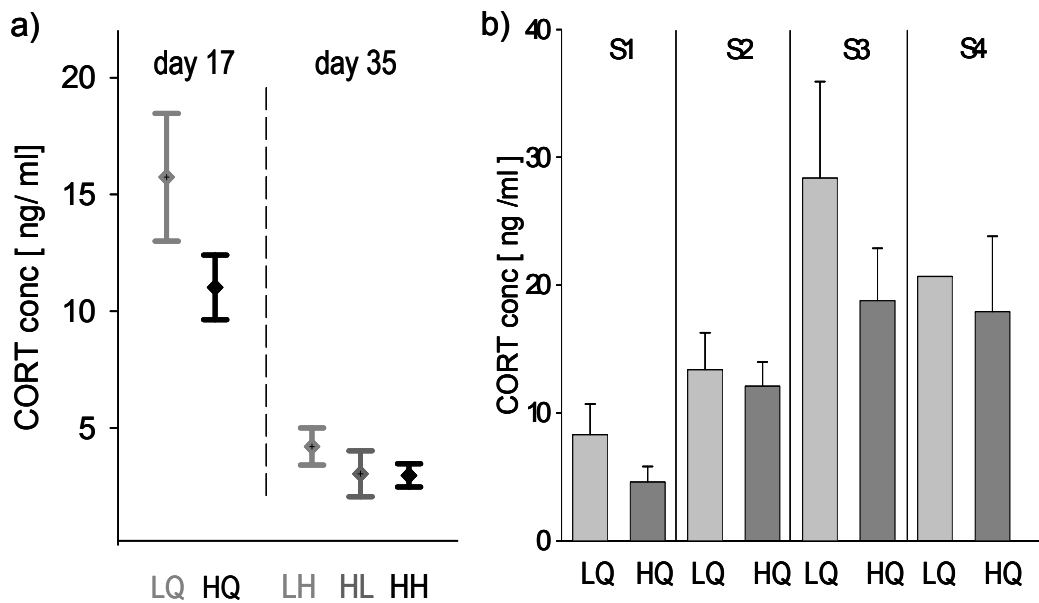 a)
day 17 day 35
CORT conc [ ng/ ml]
20
15
10
5
LQ HQ LH HL HH
b)
S1 S2 S3 S4
CORT conc [ ng /ml ]
40
30
20
10
0
LQ HQ LQ HQ LQ HQ LQ HQ